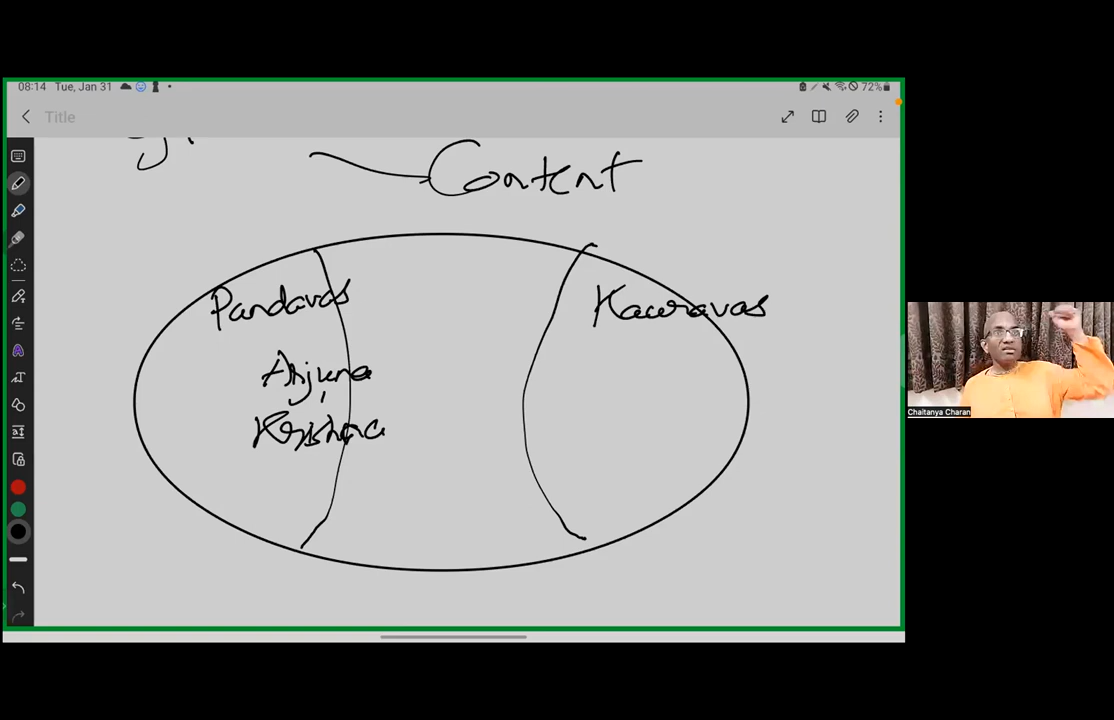 08:14 Tue, Jan 31 72%
Title
Content
Pandavas Kauravas
Arjuna
Krishna
Chaitanya Charan